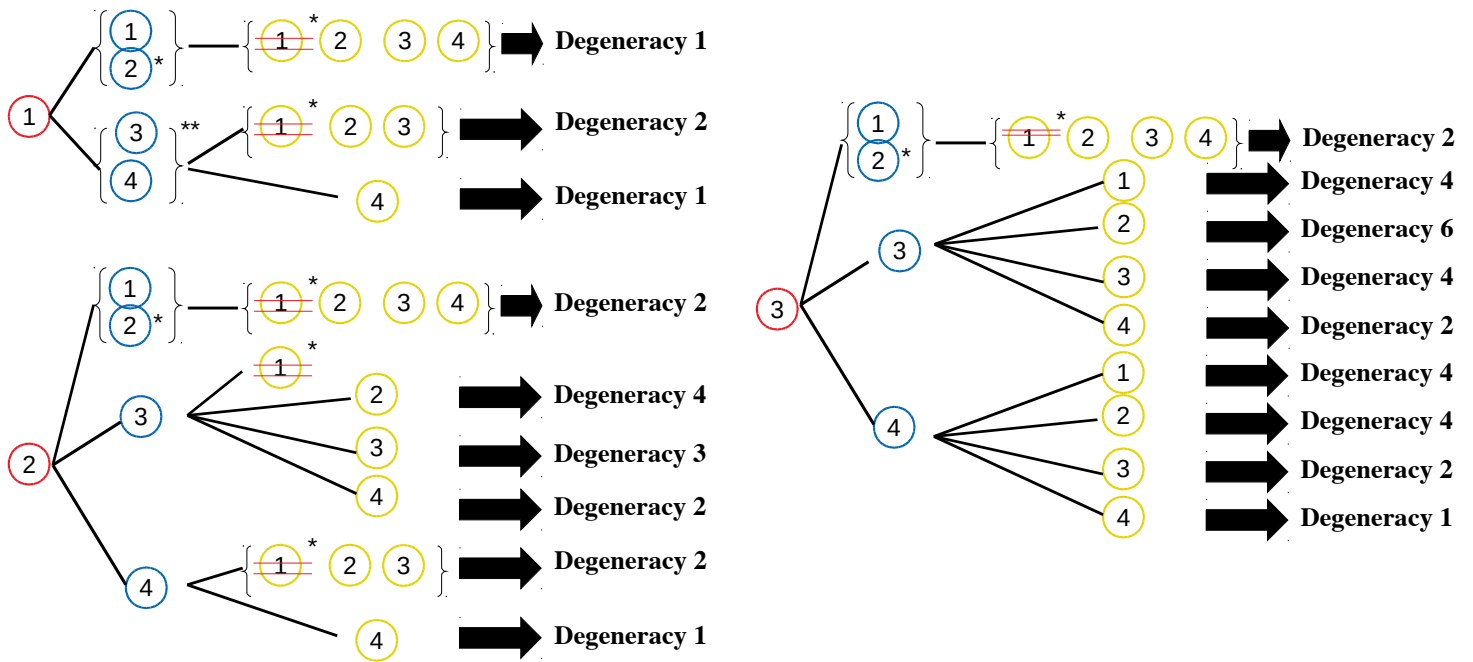 1 2 * 1 * 2 3 4 Degeneracy 1
1
3 4 ** 1 * 2 3 Degeneracy 2
4 Degeneracy 1
1 2 * 1 * 2 3 4 Degeneracy 2
2
3 1 *
2 Degeneracy 4
3 Degeneracy 3
4 Degeneracy 2
4 1 * 2 3 Degeneracy 2
4 Degeneracy 1
1 2 * 1 * 2 3 4 Degeneracy 2
3
3 1 Degeneracy 4
2 Degeneracy 6
3 Degeneracy 4
4 Degeneracy 2
4 1 Degeneracy 4
2 Degeneracy 4
3 Degeneracy 2
4 Degeneracy 1